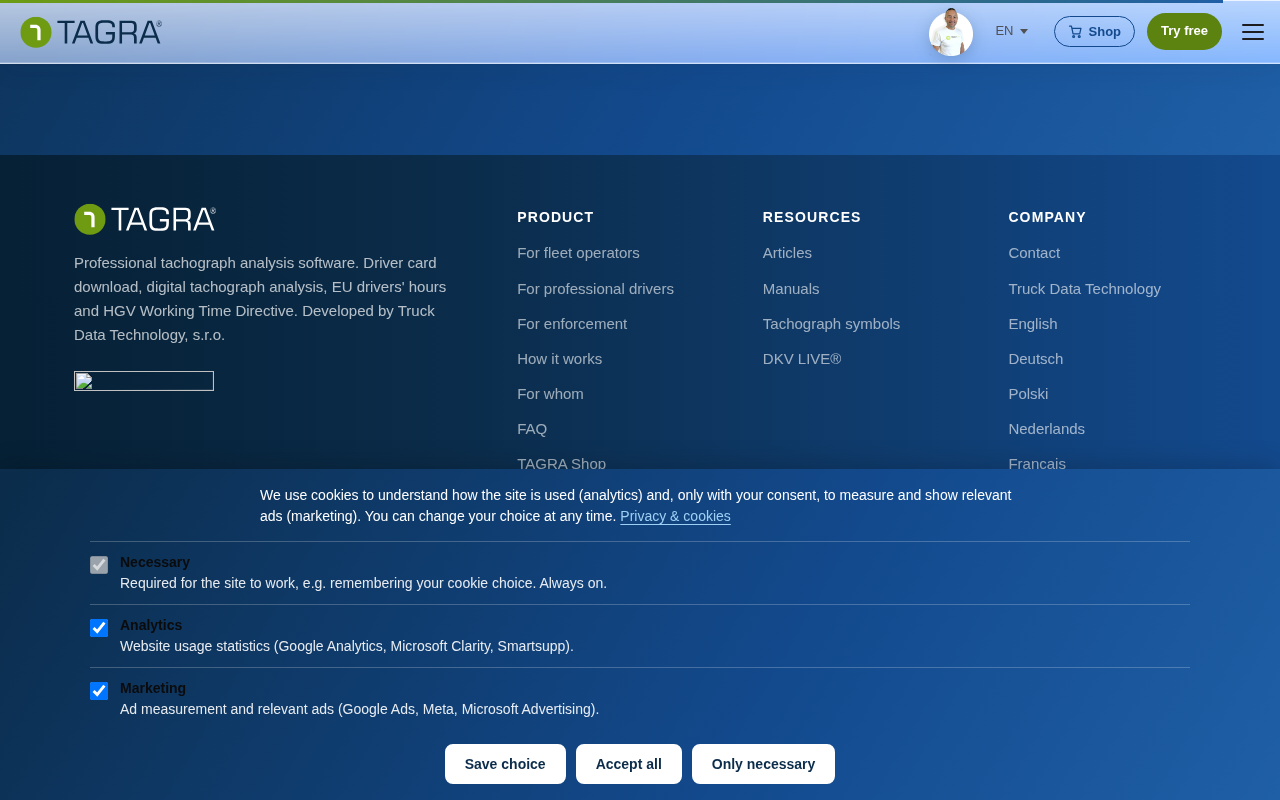 TAGRA®
EN
Shop
Try free
TAGRA®
Professional tachograph analysis software. Driver card
download, digital tachograph analysis, EU drivers' hours
and HGV Working Time Directive. Developed by Truck
Data Technology, s.r.o.
PRODUCT
For fleet operators
For professional drivers
For enforcement
How it works
For whom
FAQ
TAGRA Shop
RESOURCES
Articles
Manuals
Tachograph symbols
DKV LIVE®
COMPANY
Contact
Truck Data Technology
English
Deutsch
Polski
Nederlands
Français
We use cookies to understand how the site is used (analytics) and, only with your consent, to measure and show relevant
ads (marketing). You can change your choice at any time. Privacy & cookies
Necessary
Required for the site to work, e.g. remembering your cookie choice. Always on.
Analytics
Website usage statistics (Google Analytics, Microsoft Clarity, Smartsupp).
Marketing
Ad measurement and relevant ads (Google Ads, Meta, Microsoft Advertising).
Save choice
Accept all
Only necessary